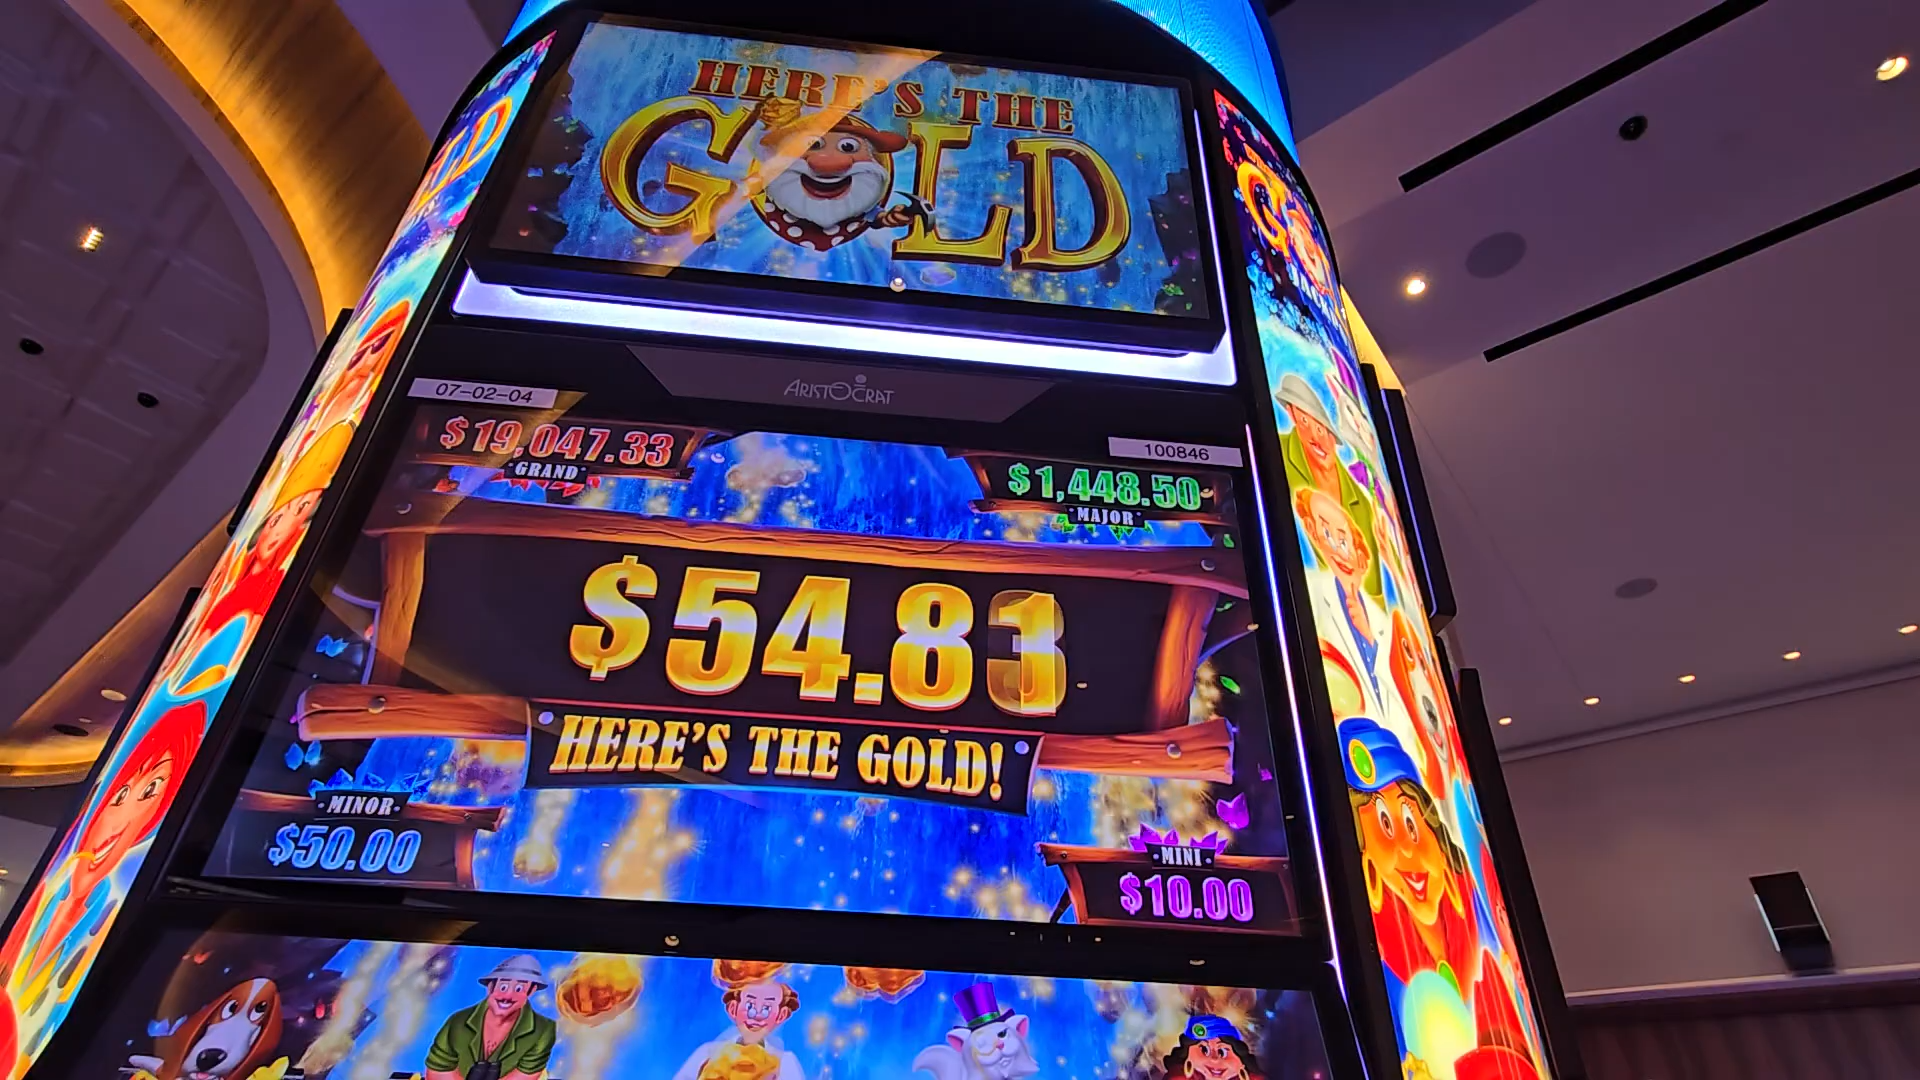 HERE'S THE
GOLD
ARISTOCRAT
07-02-04
100846
$19,047.33
GRAND
$1,448.50
MAJOR
$54.83
HERE'S THE GOLD!
MINOR
$50.00
MINI
$10.00